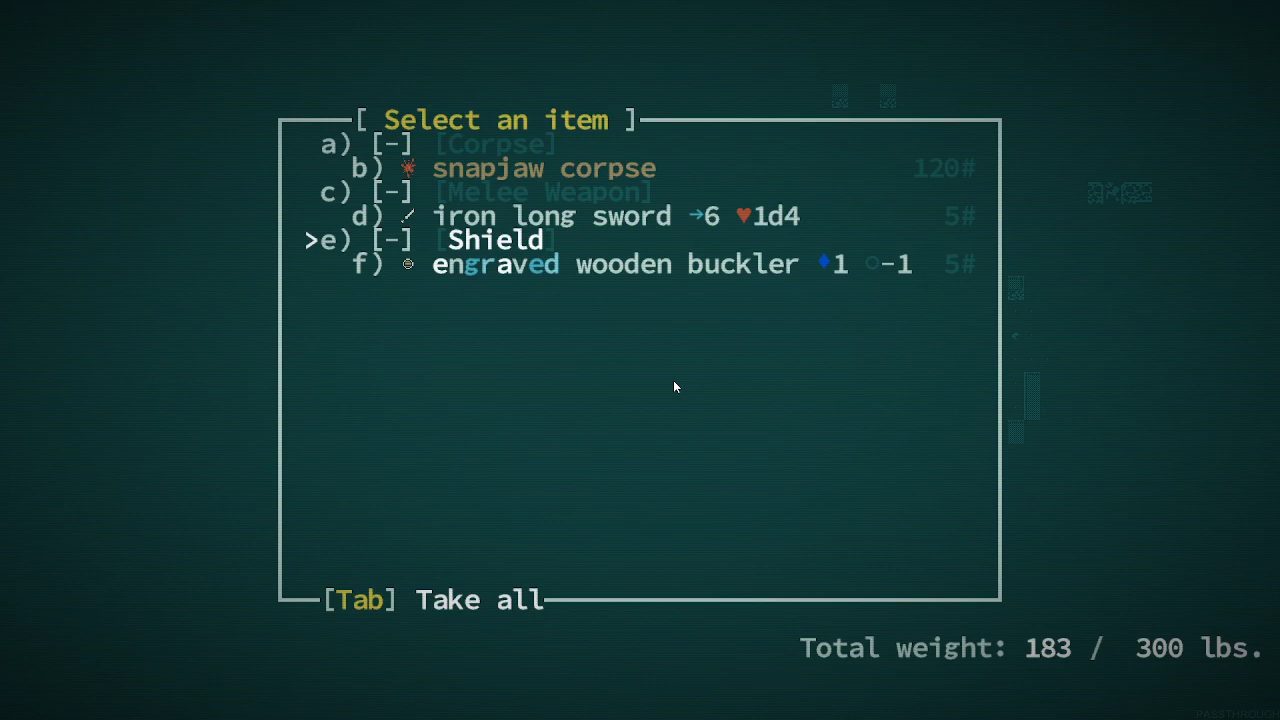 [ Select an item ]
a) [-] [Corpse]
b) snapjaw corpse 120#
c) [-] [Melee Weapon]
d) iron long sword →6 ♥1d4 5#
>e) [-] [Shield]
f) engraved wooden buckler ♦1 ○-1 5#
[Tab] Take all
Total weight: 183 / 300 lbs.
PASSTHROUGH